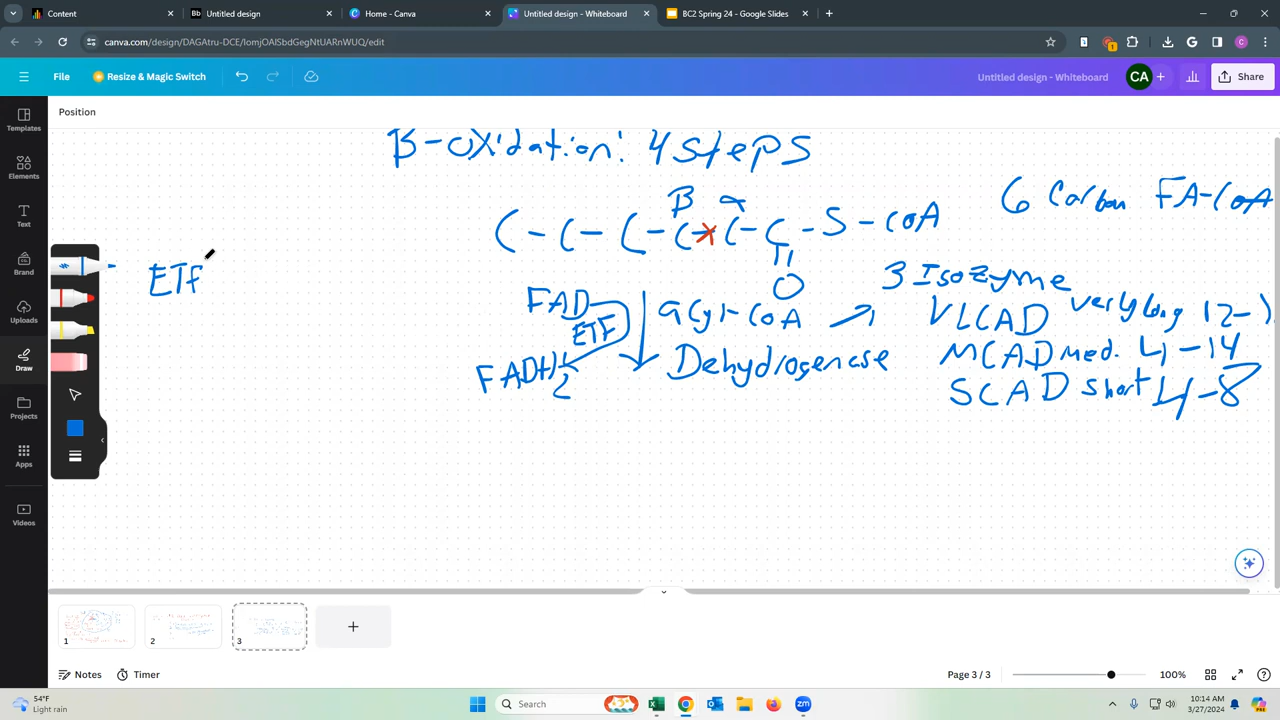 Content
Untitled design
Home - Canva
Untitled design - Whiteboard
BC2 Spring 24 - Google Slides
canva.com/design/DAGAtru-DCE/IomjOAlSbdGegNtUARnWUQ/edit
File
Resize & Magic Switch
Untitled design - Whiteboard
CA
Share
Position
Templates
Elements
Text
Brand
Uploads
Draw
Projects
Apps
Videos
B-oxidation: 4 steps
6 Carbon FA-CoA
B α
C - C - C - C - C - C - S - CoA
O
ETF
3 Isozyme
FAD
Acyl-CoA
Dehydrogenase
ETF
FADH2
VLCAD very long 12-
MCAD med. 4-14
SCAD short 4-8
1
2
3
Notes
Timer
Page 3 / 3
100%
54°F
Light rain
Search
10:14 AM
3/27/2024